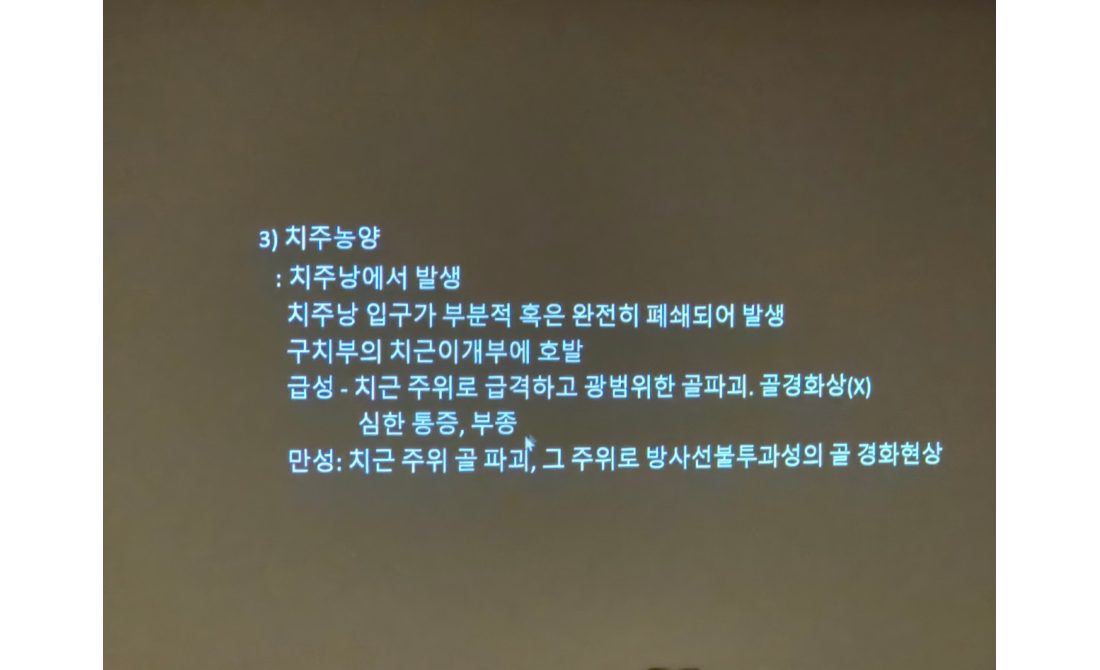 3) 치주농양
: 치주낭에서 발생
치주낭 입구가 부분적 혹은 완전히 폐쇄되어 발생
구치부의 치근이개부에 호발
급성 - 치근 주위로 급격하고 광범위한 골파괴. 골경화상(X)
심한 통증, 부종
만성: 치근 주위 골 파괴, 그 주위로 방사선불투과성의 골 경화현상